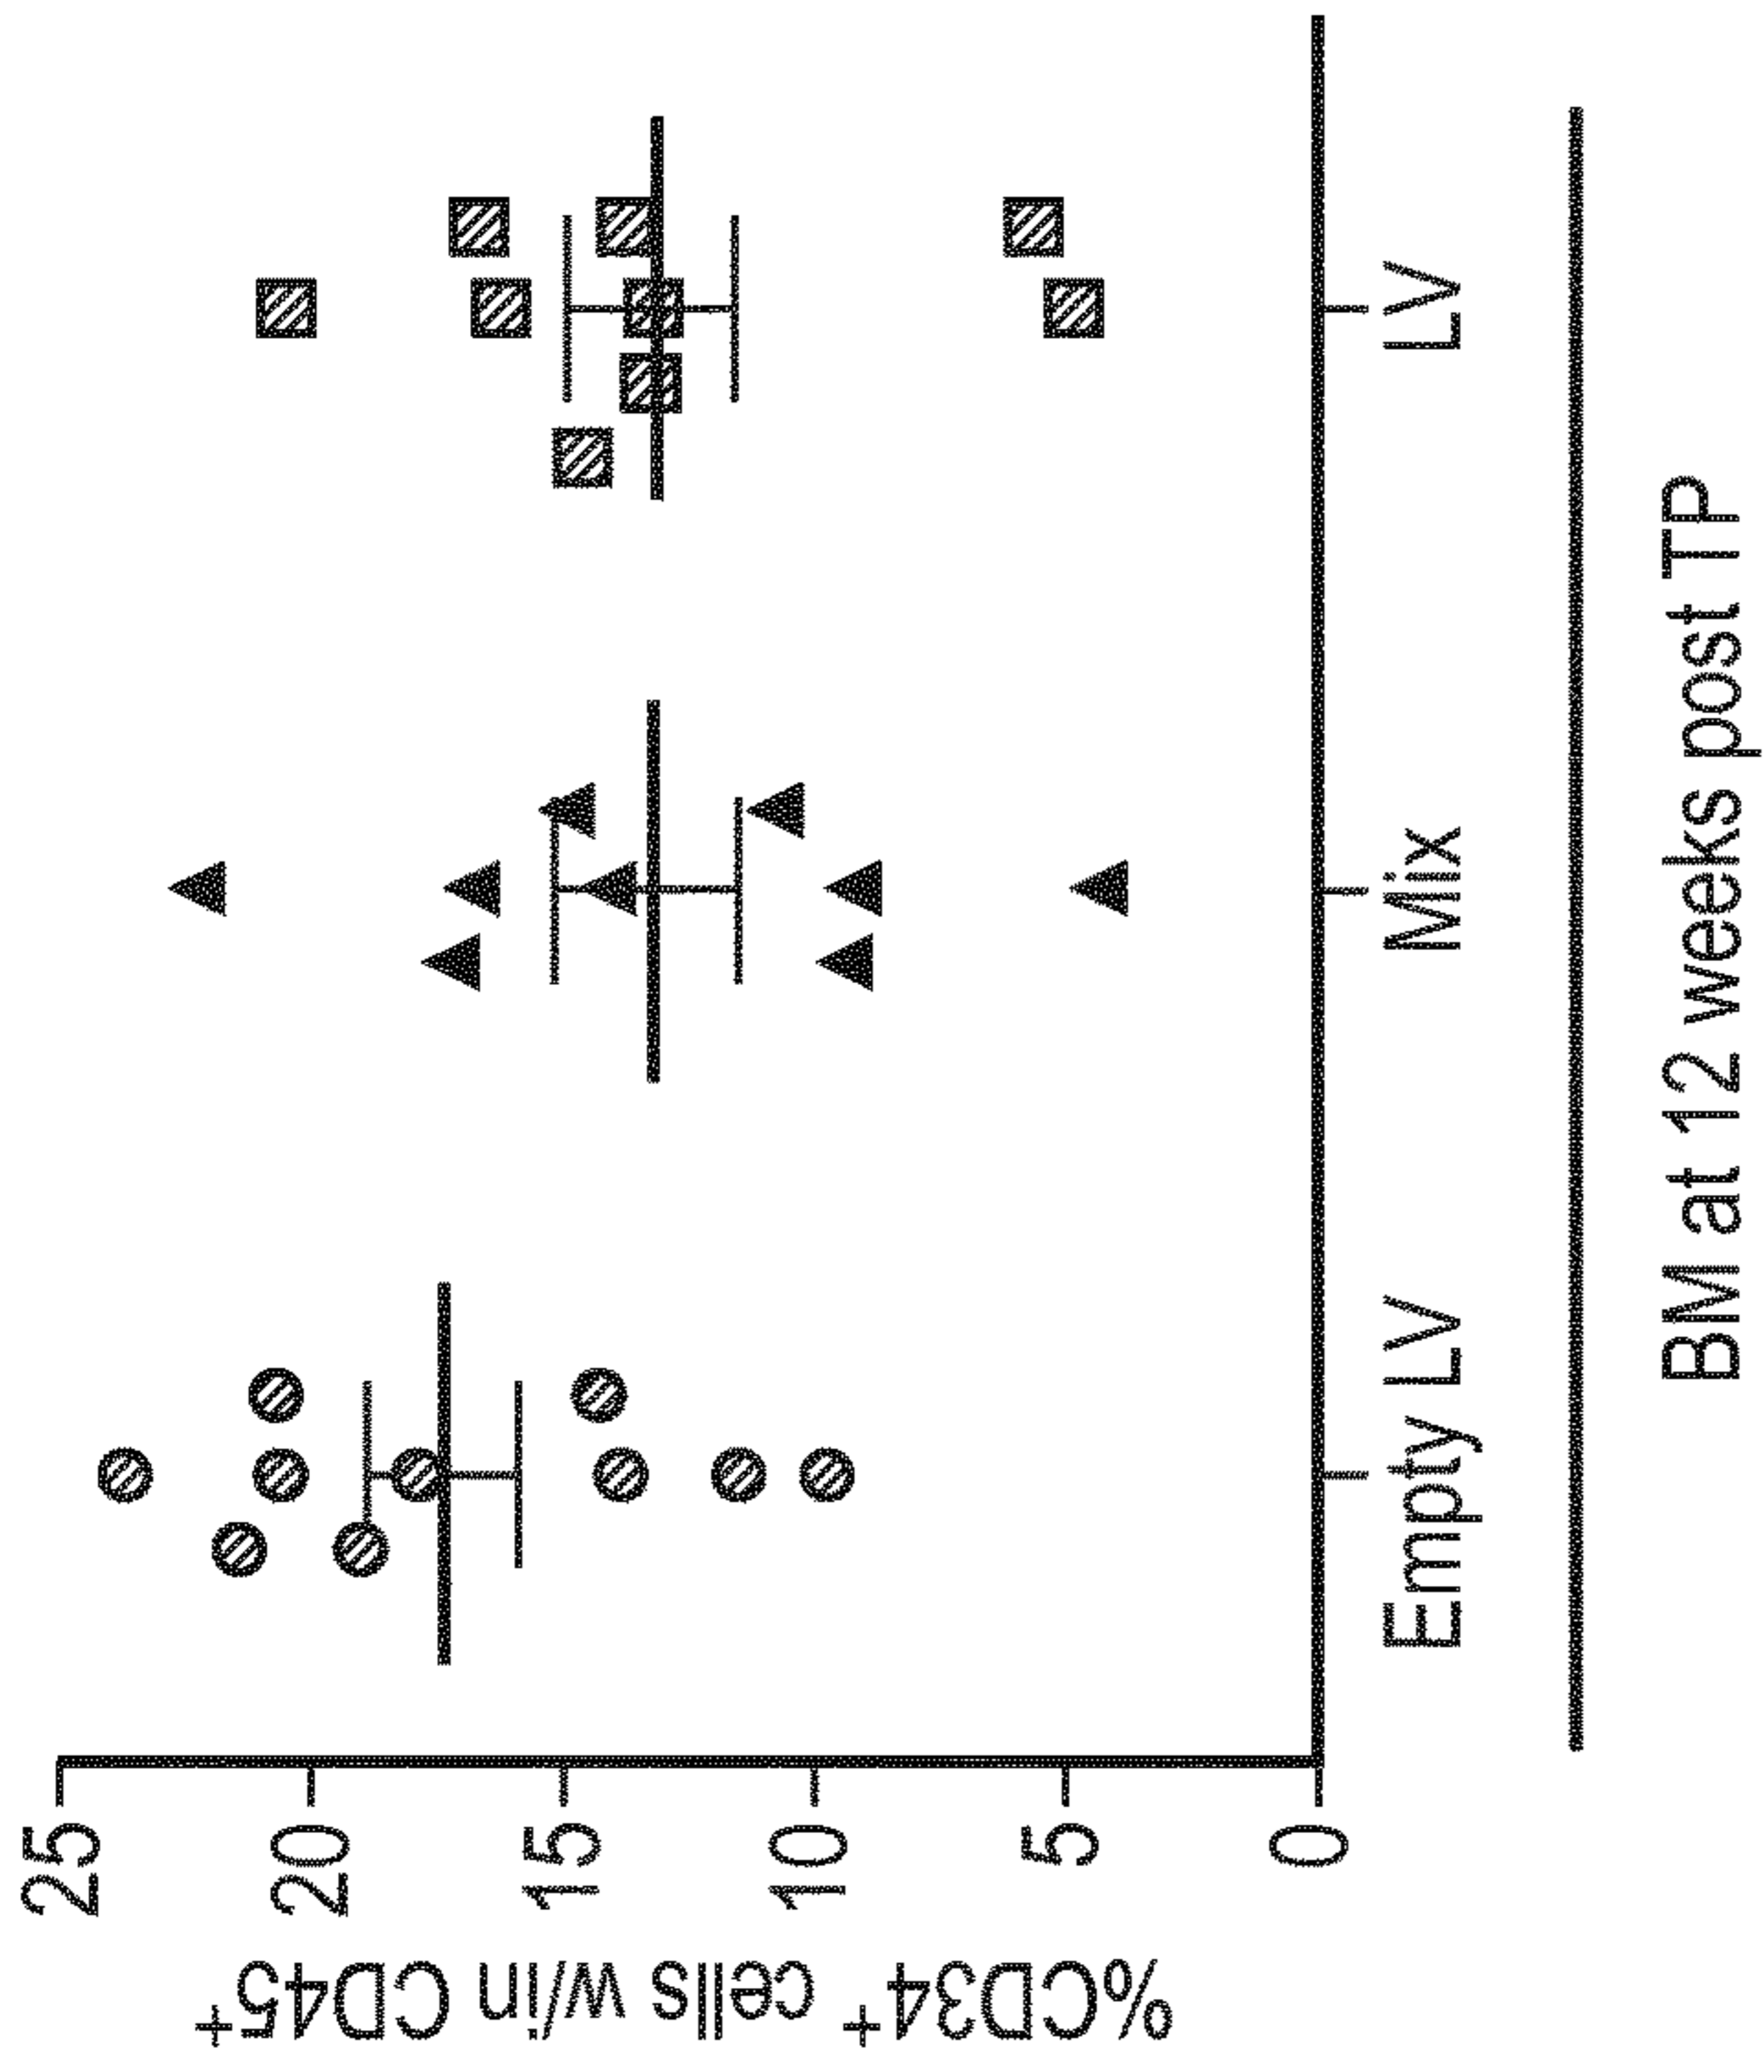 %CD34⁺ cells w/in CD45⁺
25
20
15
10
5
0
Empty LV
Mix
LV
BM at 12 weeks post TP